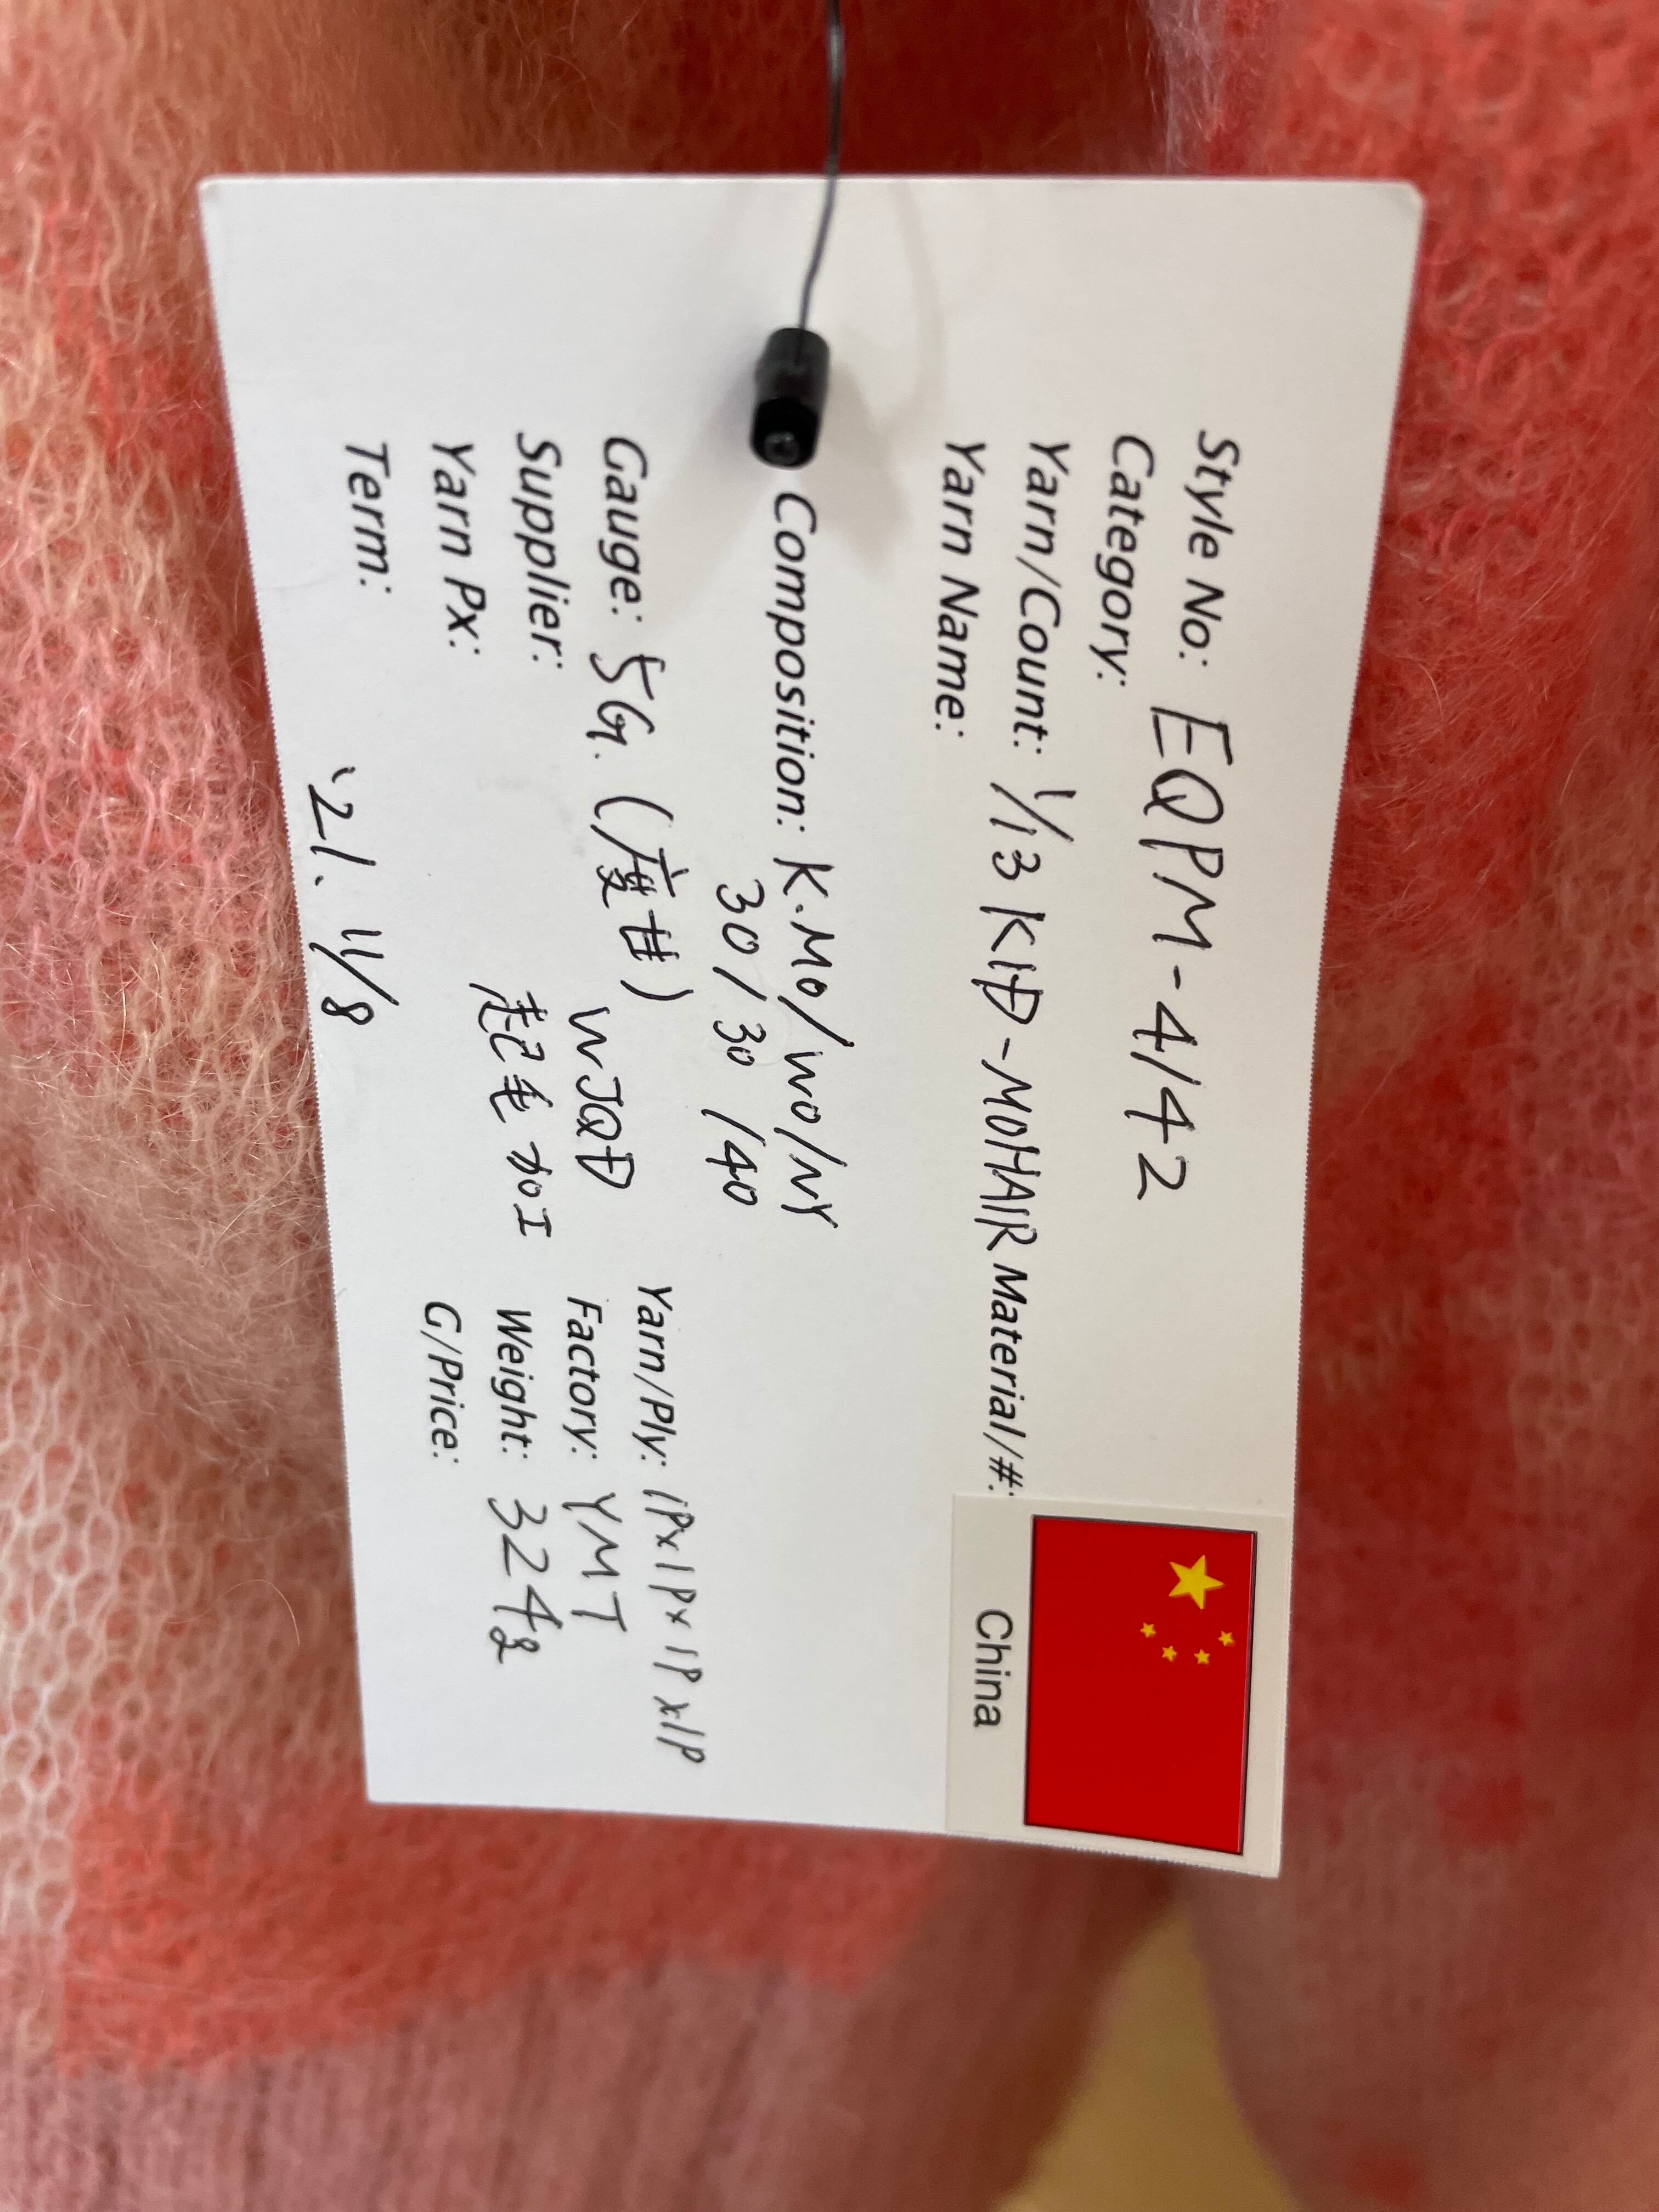 Style No: EQPM-4/42
Category:
Yarn/Count: 1/13 KID-MOHAIR Material/#:
China
Yarn Name:
Composition: K.MO/WO/NY
30/30/40
Yarn/Ply: 1P×1P×1P×1P
Gauge: 5G. (度甘) WJQD
Factory: YMT
Supplier: 起毛加工
Weight: 324g
Yarn Px:
G/Price:
Term:
'21. 11/8